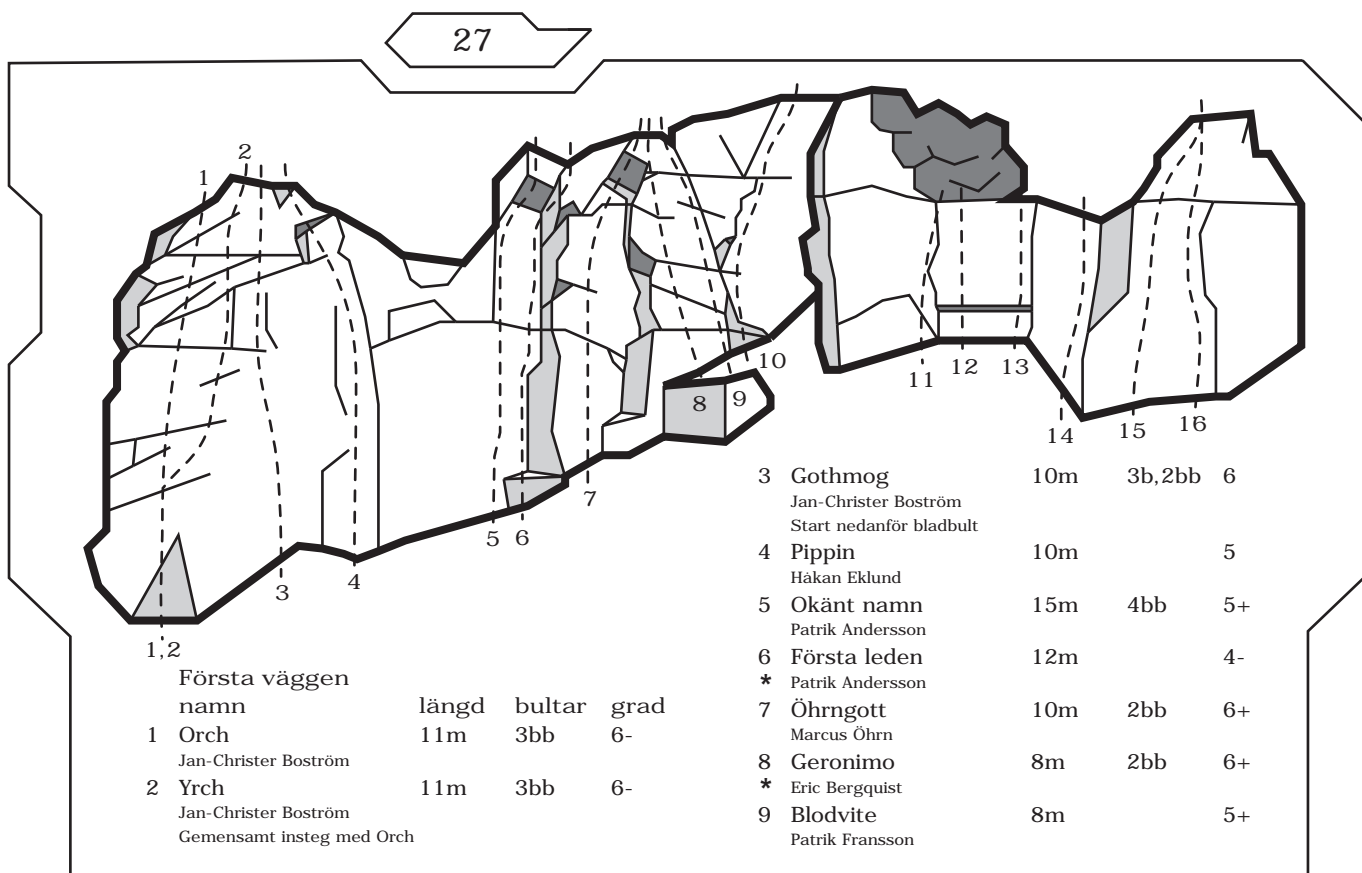 27
1
2
10
8
9
11
12
13
14
15
16
7
5
6
4
3
1,2
Första väggen
namn längd bultar grad
1 Orch 11m 3bb 6-
Jan-Christer Boström
2 Yrch 11m 3bb 6-
Jan-Christer Boström
Gemensamt insteg med Orch
3 Gothmog 10m 3b,2bb 6
Jan-Christer Boström
Start nedanför bladbult
4 Pippin 10m 5
Håkan Eklund
5 Okänt namn 15m 4bb 5+
Patrik Andersson
6 Första leden 12m 4-
* Patrik Andersson
7 Öhrngott 10m 2bb 6+
Marcus Öhrn
8 Geronimo 8m 2bb 6+
* Eric Bergquist
9 Blodvite 8m 5+
Patrik Fransson